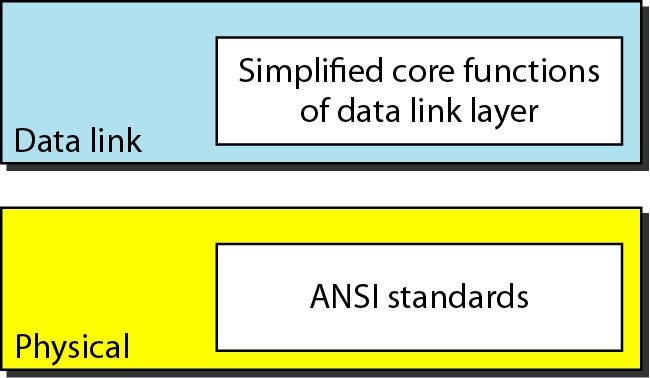 Simplified core functions
of data link layer
Data link
ANSI standards
Physical